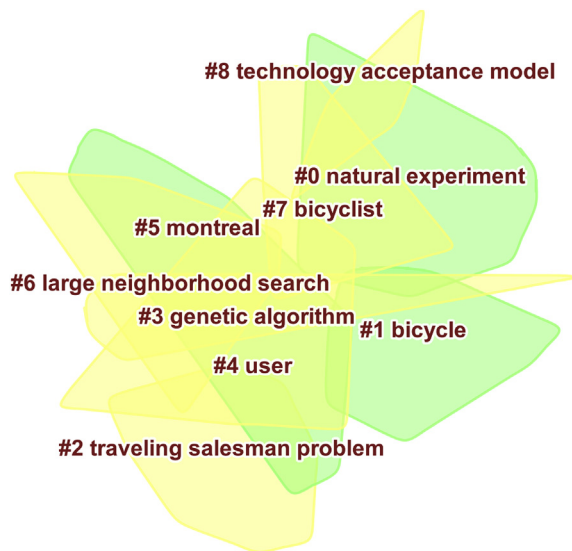 #8 technology acceptance model
#0 natural experiment
#7 bicyclist
#5 montreal
#6 large neighborhood search
#3 genetic algorithm
#1 bicycle
#4 user
#2 traveling salesman problem